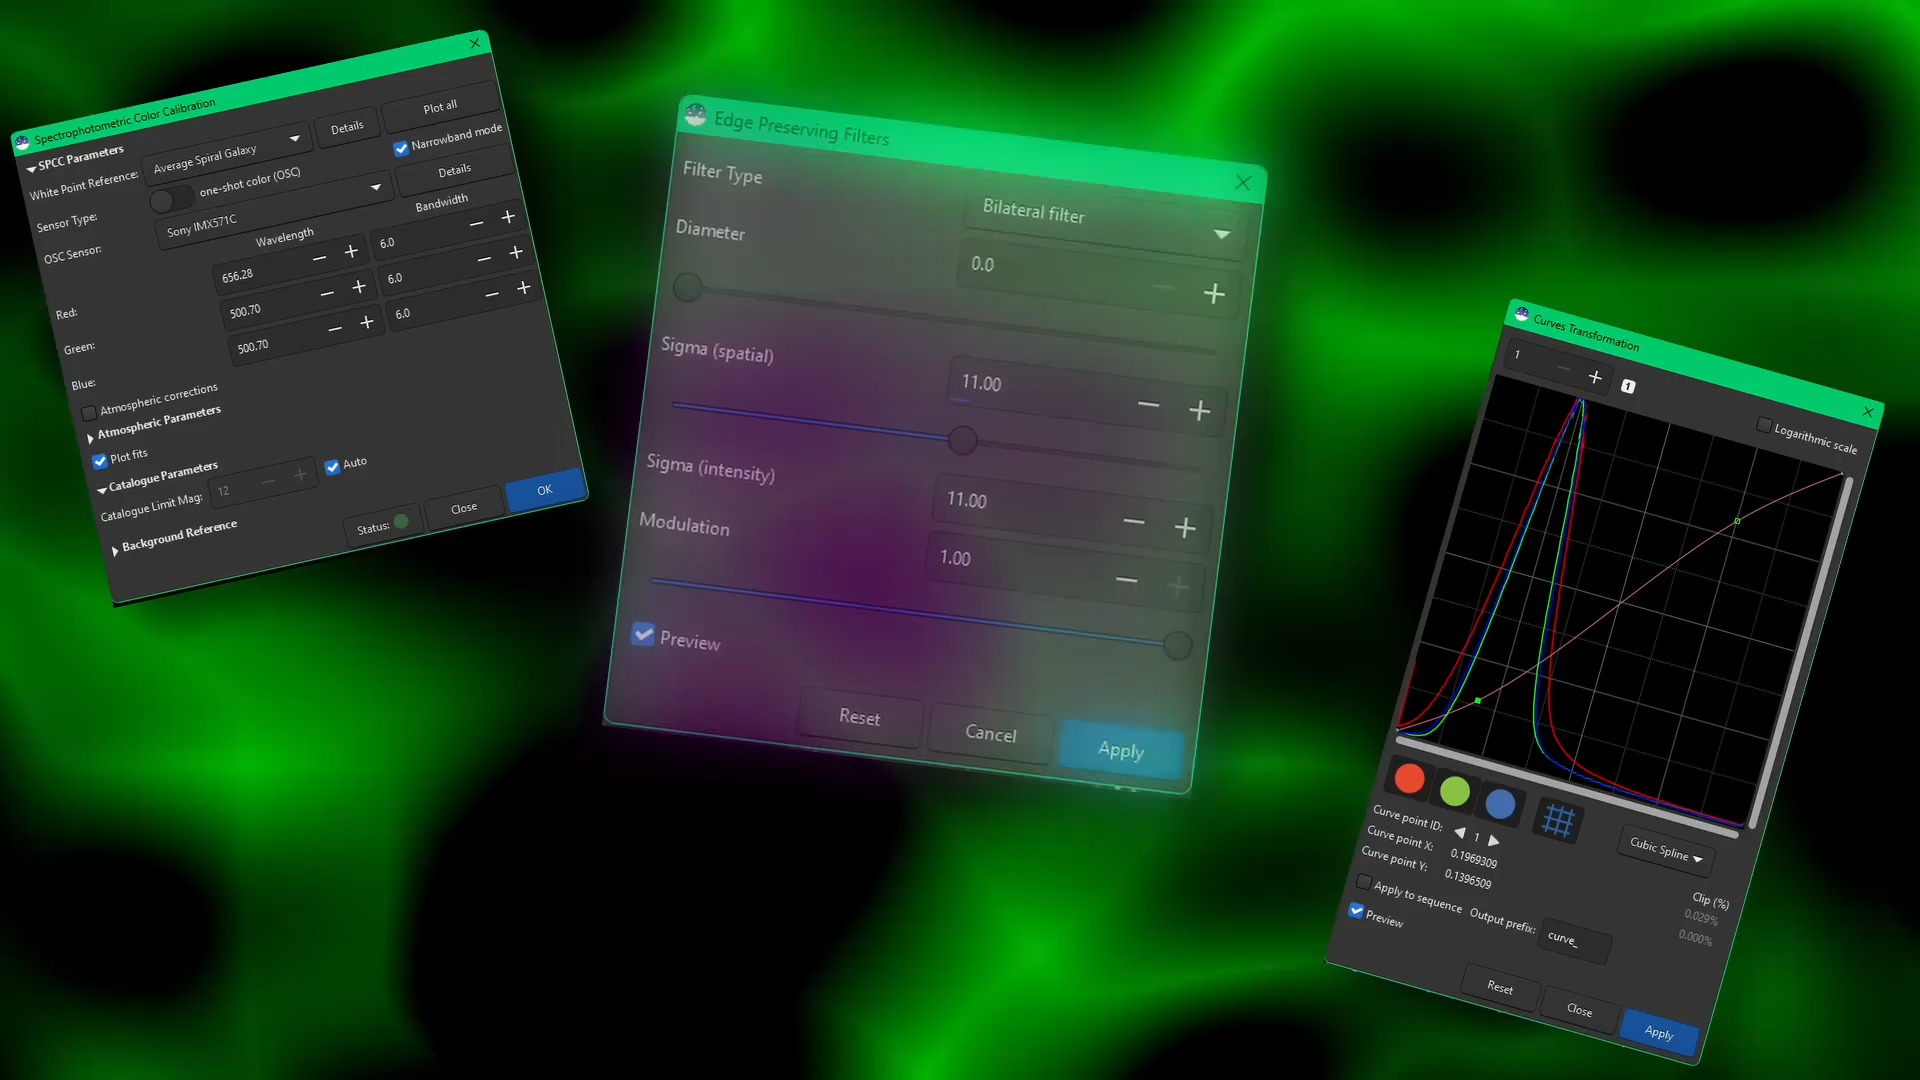 Spectrophotometric Color Calibration
SPCC Parameters
White Point Reference: Average Spiral Galaxy Details Plot all
Sensor Type: one-shot color (OSC) Narrowband mode
OSC Sensor: Sony IMX571C Details
Wavelength Bandwidth
Red: 656.28 6.0
Green: 500.70 6.0
Blue: 500.70 6.0
Atmospheric corrections
Atmospheric Parameters
Plot fits
Catalogue Parameters
Catalogue Limit Mag: 12 Auto
Background Reference
Status: Close OK
Edge Preserving Filters
Filter Type Bilateral filter
Diameter 0.0
Sigma (spatial) 11.00
Sigma (intensity) 11.00
Modulation 1.00
Preview
Reset Cancel Apply
Curves Transformation
1 1
Logarithmic scale
Curve point ID: 1
Curve point X: 0.1969309
Curve point Y: 0.1396509
Cubic Spline
Clip (%)
0.029%
0.000%
Apply to sequence Output prefix: curve_
Preview
Reset Close Apply